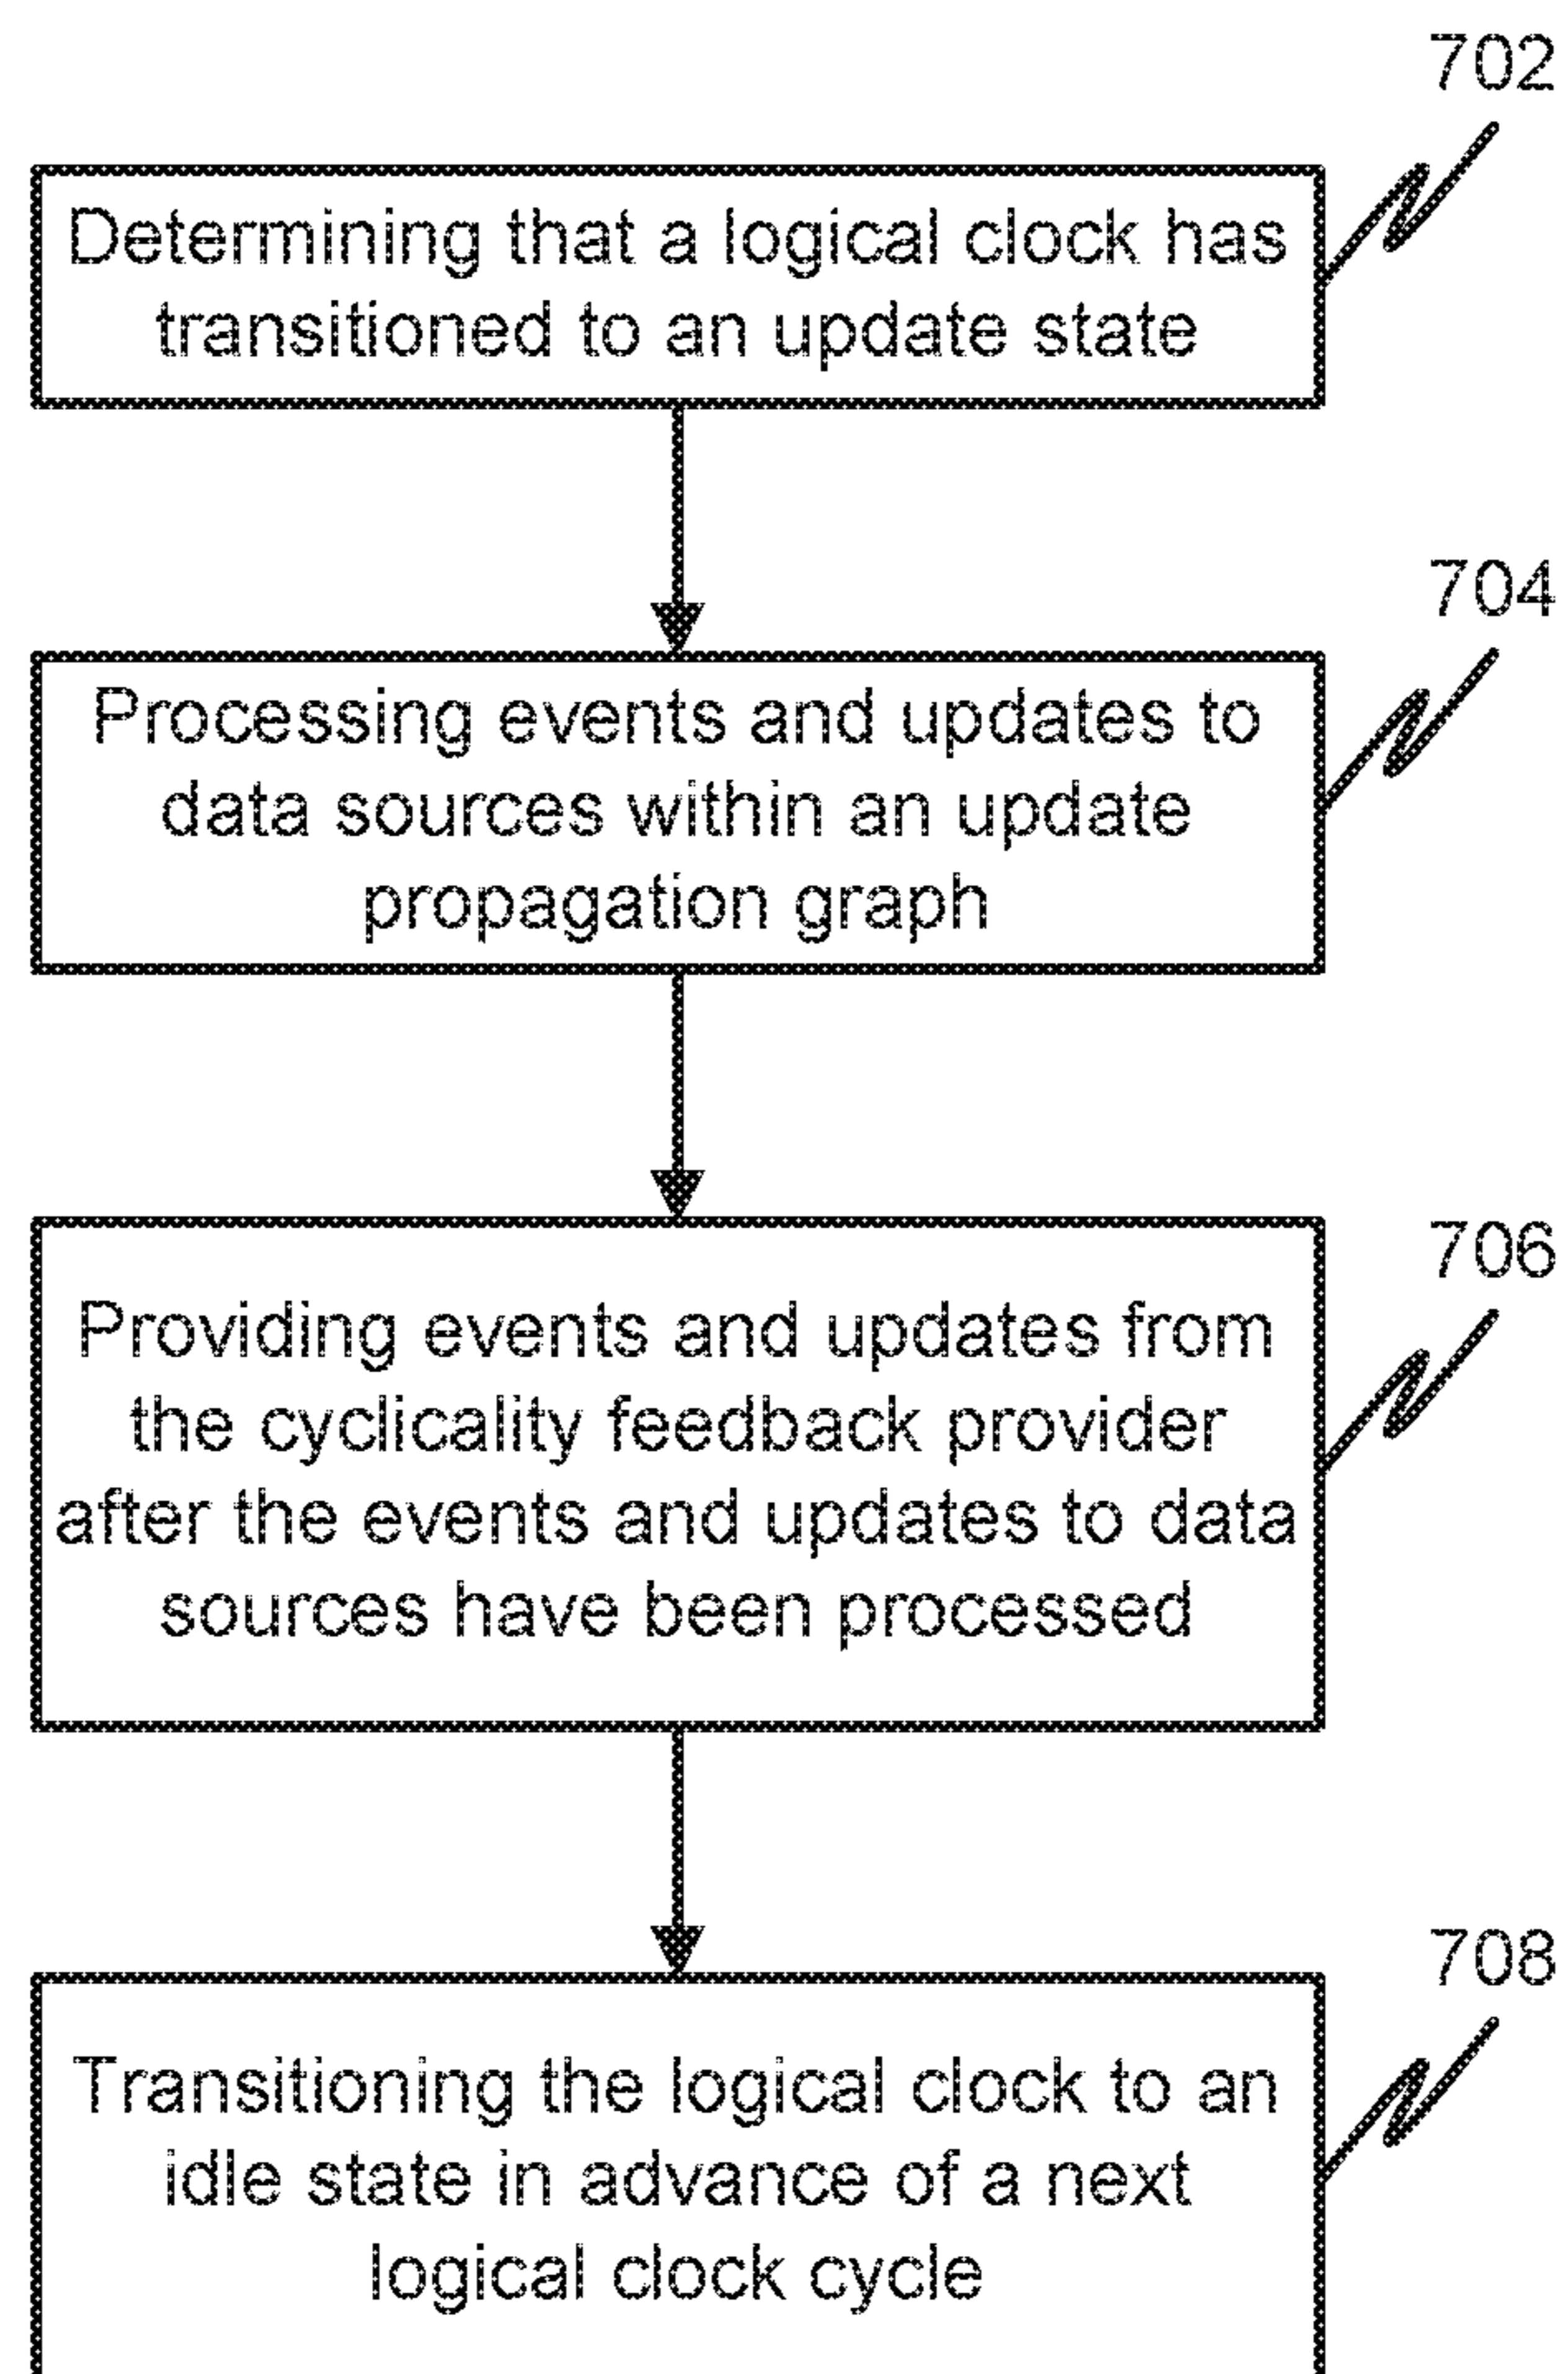 702
Determining that a logical clock has
transitioned to an update state
704
Processing events and updates to
data sources within an update
propagation graph
706
Providing events and updates from
the cyclicality feedback provider
after the events and updates to data
sources have been processed
708
Transitioning the logical clock to an
idle state in advance of a next
logical clock cycle